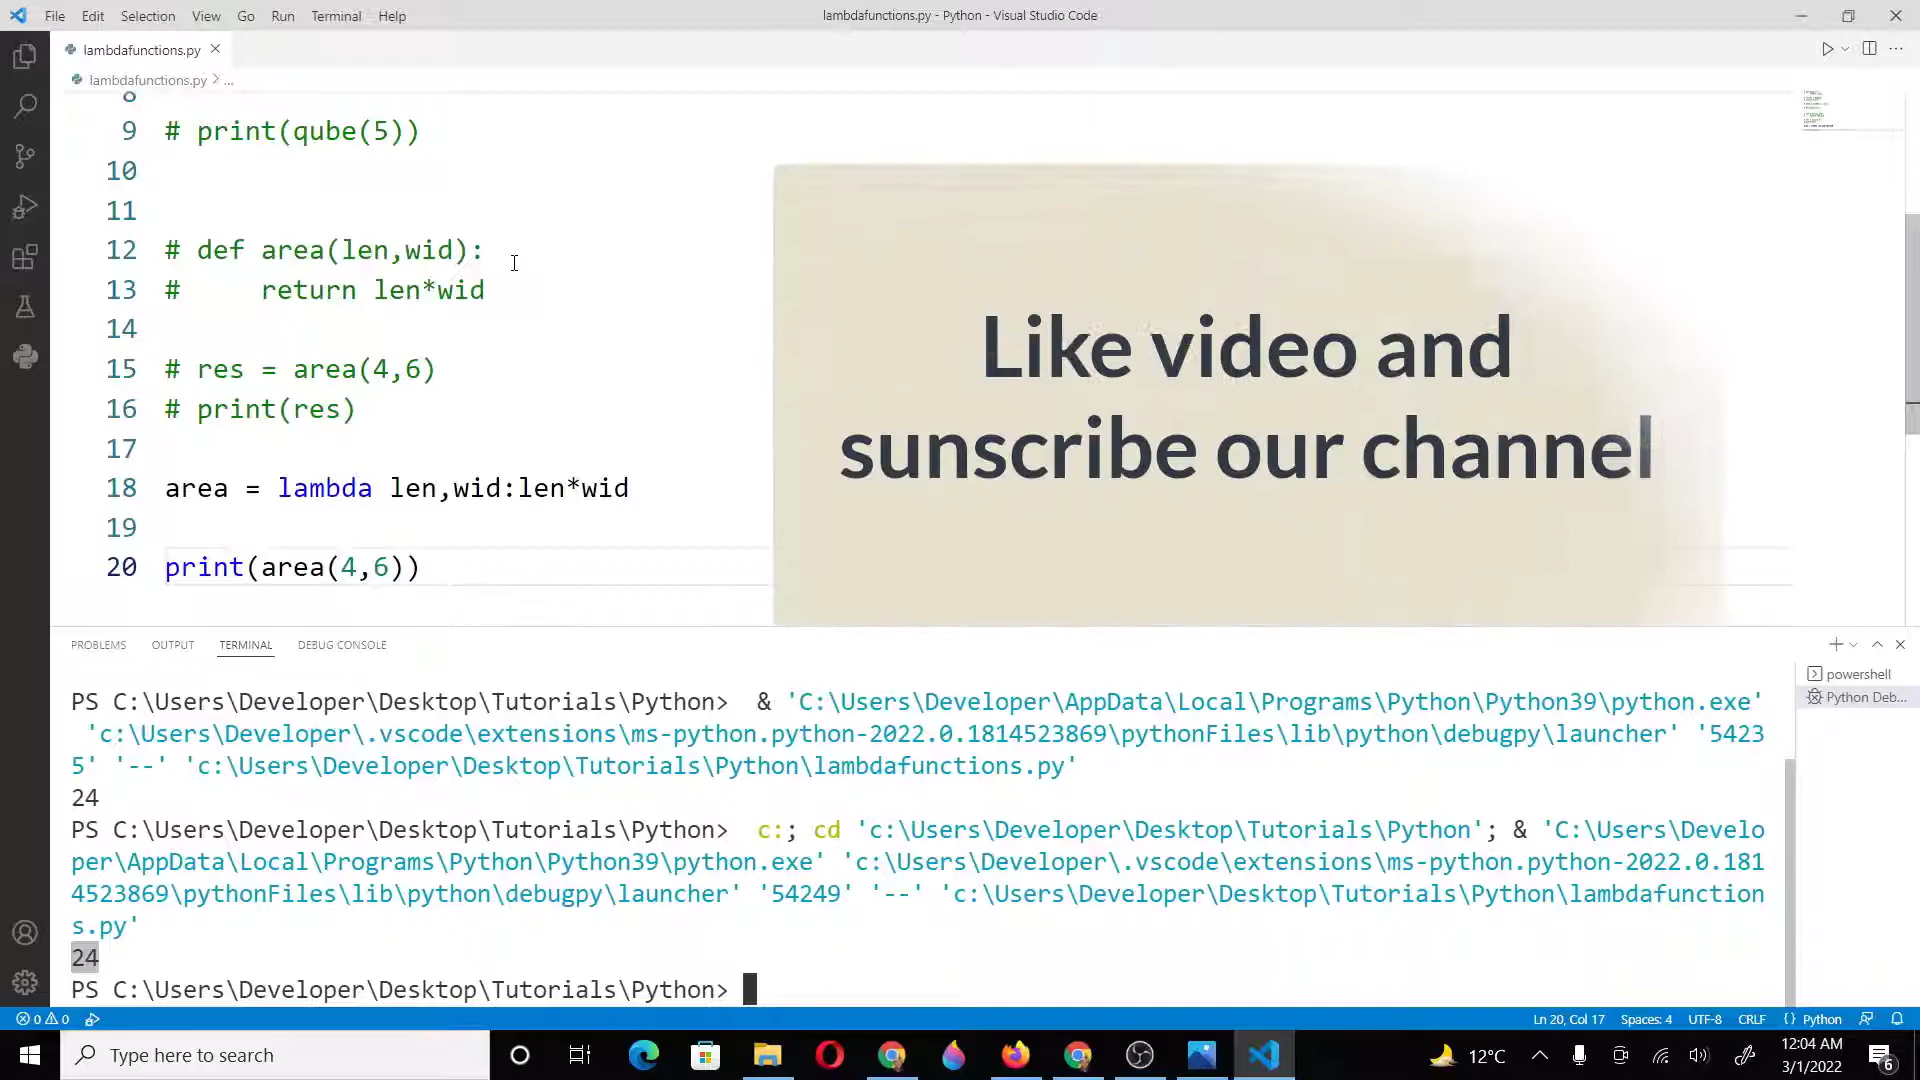 File Edit Selection View Go Run Terminal Help
lambdafunctions.py - Python - Visual Studio Code
lambdafunctions.py
lambdafunctions.py > ...
8
9 # print(qube(5))
10
11
12 # def area(len,wid):
13 #     return len*wid
14
15 # res = area(4,6)
16 # print(res)
17
18 area = lambda len,wid:len*wid
19
20 print(area(4,6))
Like video and
sunscribe our channel
PROBLEMS OUTPUT TERMINAL DEBUG CONSOLE
powershell
Python Deb...
PS C:\Users\Developer\Desktop\Tutorials\Python>  & 'C:\Users\Developer\AppData\Local\Programs\Python\Python39\python.exe'
'c:\Users\Developer\.vscode\extensions\ms-python.python-2022.0.1814523869\pythonFiles\lib\python\debugpy\launcher' '5423
5' '--' 'c:\Users\Developer\Desktop\Tutorials\Python\lambdafunctions.py'
24
PS C:\Users\Developer\Desktop\Tutorials\Python>  c:; cd 'c:\Users\Developer\Desktop\Tutorials\Python'; & 'C:\Users\Develo
per\AppData\Local\Programs\Python\Python39\python.exe' 'c:\Users\Developer\.vscode\extensions\ms-python.python-2022.0.181
4523869\pythonFiles\lib\python\debugpy\launcher' '54249' '--' 'c:\Users\Developer\Desktop\Tutorials\Python\lambdafunction
s.py'
24
PS C:\Users\Developer\Desktop\Tutorials\Python>
0 0
Ln 20, Col 17 Spaces: 4 UTF-8 CRLF {} Python
Type here to search
12°C
12:04 AM
3/1/2022
6